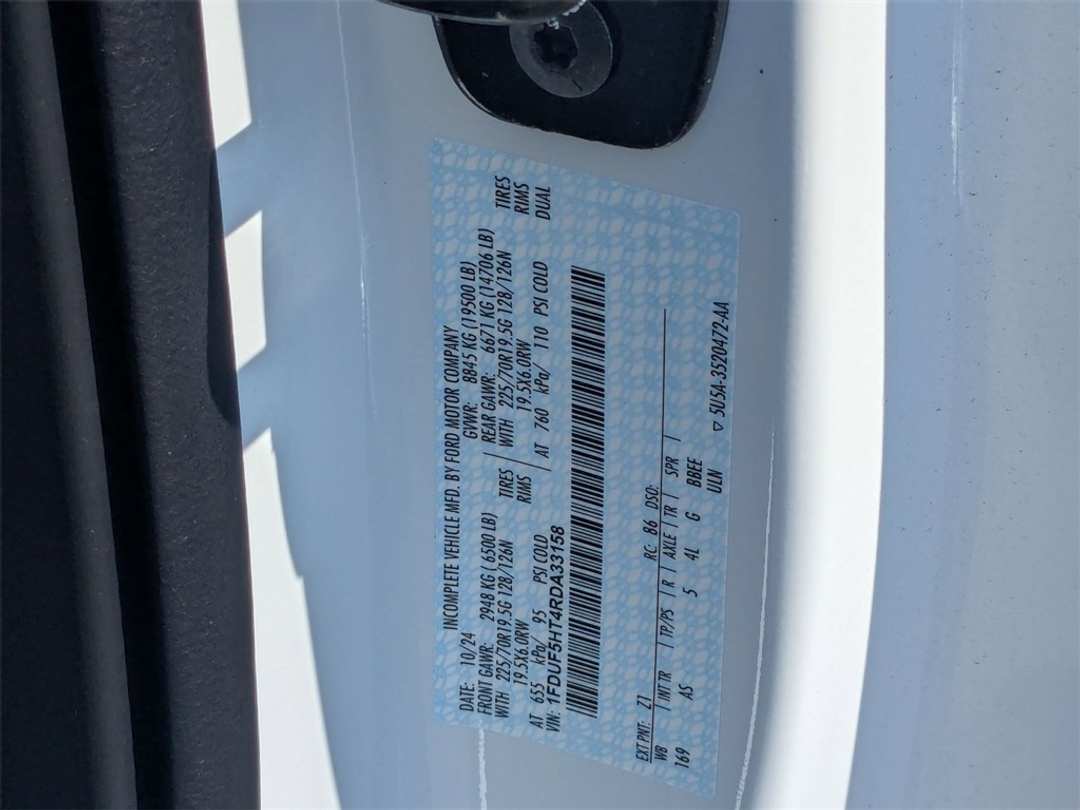 INCOMPLETE VEHICLE MFD. BY FORD MOTOR COMPANY
DATE: 10/24 GVWR: 8845 KG (19500 LB)
FRONT GAWR: 2948 KG ( 6500 LB) REAR GAWR: 6671 KG (14706 LB)
WITH 225/70R19.5G 128/126N TIRES WITH 225/70R19.5G 128/126N TIRES
19.5X6.0RW RIMS 19.5X6.0RW RIMS
AT 655 kPa/ 95 PSI COLD AT 760 kPa/ 110 PSI COLD DUAL
VIN: 1FDUF5HT4RDA33158
EXT PNT: Z1 RC: 86 DSO:
WB INT TR TP/PS R AXLE TR SPR
169 AS 5 4L G BBEE
ULN
5U5A-3520472-AA